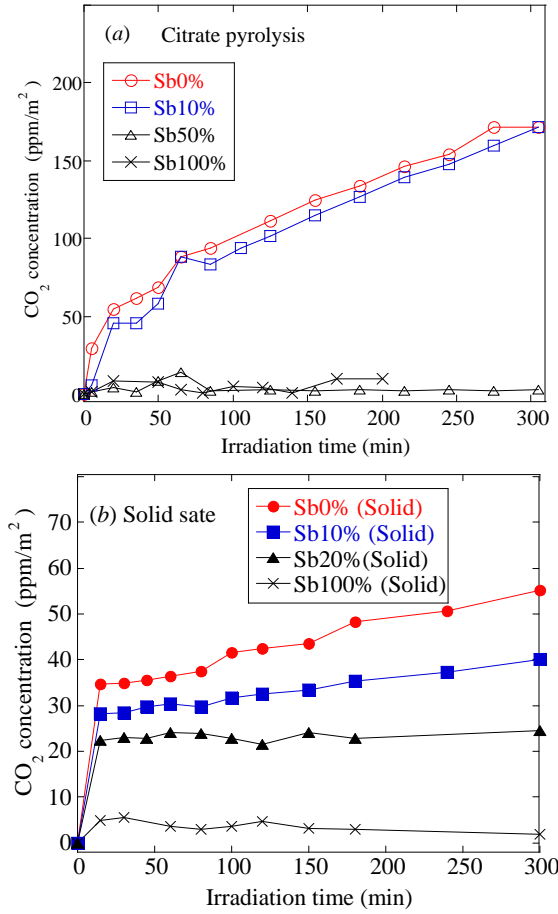 (a) Citrate pyrolysis
Sb0%
Sb10%
Sb50%
Sb100%
200
150
100
50
0
CO2 concentration (ppm/m2)
0 50 100 150 200 250 300
Irradiation time (min)
(b) Solid sate
Sb0% (Solid)
Sb10% (Solid)
Sb20%(Solid)
Sb100% (Solid)
70
60
50
40
30
20
10
0
CO2 concentration (ppm/m2)
0 50 100 150 200 250 300
Irradiation time (min)